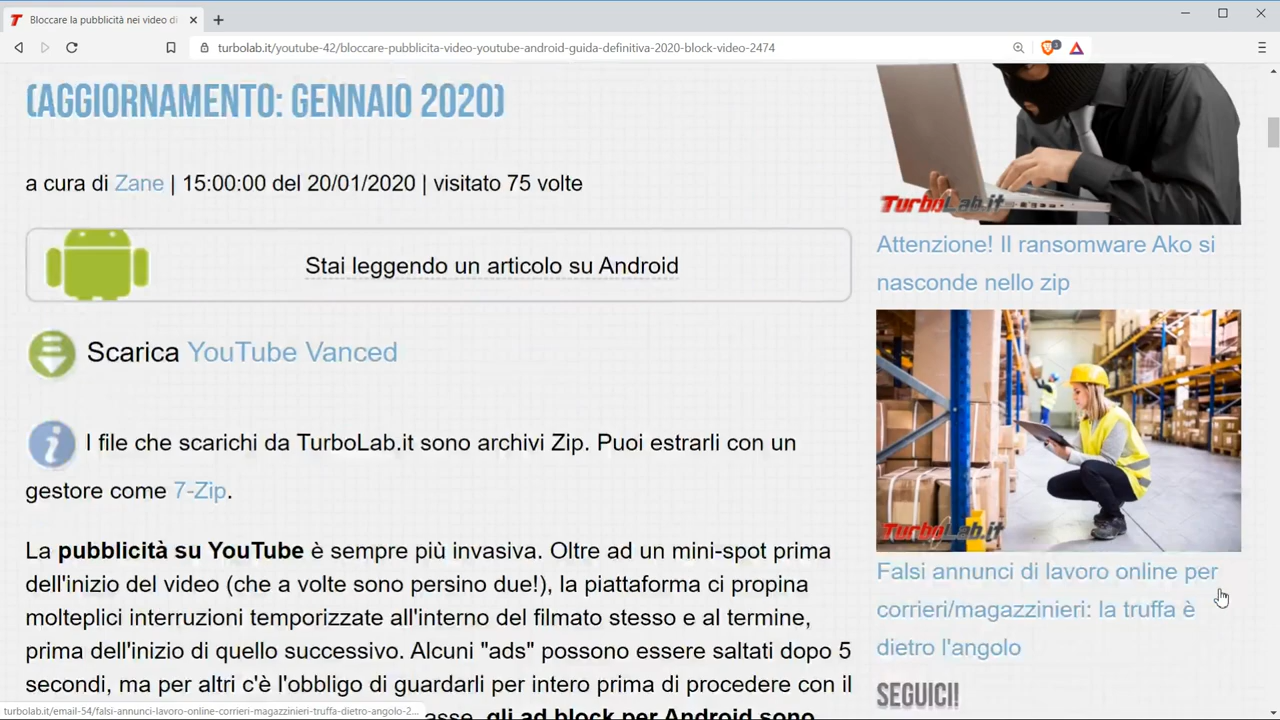 Bloccare la pubblicità nei video di
turbolab.it/youtube-42/bloccare-pubblicita-video-youtube-android-guida-definitiva-2020-block-video-2474
3
(AGGIORNAMENTO: GENNAIO 2020)
a cura di Zane | 15:00:00 del 20/01/2020 | visitato 75 volte
Stai leggendo un articolo su Android
Scarica YouTube Vanced
I file che scarichi da TurboLab.it sono archivi Zip. Puoi estrarli con un
gestore come 7-Zip.
La pubblicità su YouTube è sempre più invasiva. Oltre ad un mini-spot prima
dell'inizio del video (che a volte sono persino due!), la piattaforma ci propina
molteplici interruzioni temporizzate all'interno del filmato stesso e al termine,
prima dell'inizio di quello successivo. Alcuni "ads" possono essere saltati dopo 5
secondi, ma per altri c'è l'obbligo di guardarli per intero prima di procedere con il
asse, gli ad block per Android sono
TurboLab.it
Attenzione! Il ransomware Ako si
nasconde nello zip
TurboLab.it
Falsi annunci di lavoro online per
corrieri/magazzinieri: la truffa è
dietro l'angolo
SEGUICI!
turbolab.it/email-54/falsi-annunci-lavoro-online-corrieri-magazzinieri-truffa-dietro-angolo-2...